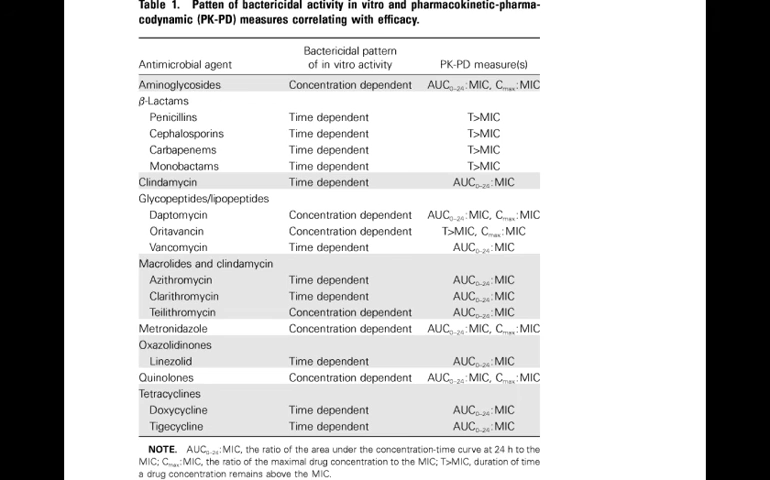 Table 1. Patten of bactericidal activity in vitro and pharmacokinetic-pharma-
codynamic (PK-PD) measures correlating with efficacy.
Bactericidal pattern
Antimicrobial agent of in vitro activity PK-PD measure(s)
Aminoglycosides Concentration dependent AUC₀₋₂₄:MIC, Cₘₐₓ:MIC
β-Lactams
Penicillins Time dependent T>MIC
Cephalosporins Time dependent T>MIC
Carbapenems Time dependent T>MIC
Monobactams Time dependent T>MIC
Clindamycin Time dependent AUC₀₋₂₄:MIC
Glycopeptides/lipopeptides
Daptomycin Concentration dependent AUC₀₋₂₄:MIC, Cₘₐₓ:MIC
Oritavancin Concentration dependent T>MIC, Cₘₐₓ:MIC
Vancomycin Time dependent AUC₀₋₂₄:MIC
Macrolides and clindamycin
Azithromycin Time dependent AUC₀₋₂₄:MIC
Clarithromycin Time dependent AUC₀₋₂₄:MIC
Teilithromycin Concentration dependent AUC₀₋₂₄:MIC
Metronidazole Concentration dependent AUC₀₋₂₄:MIC, Cₘₐₓ:MIC
Oxazolidinones
Linezolid Time dependent AUC₀₋₂₄:MIC
Quinolones Concentration dependent AUC₀₋₂₄:MIC, Cₘₐₓ:MIC
Tetracyclines
Doxycycline Time dependent AUC₀₋₂₄:MIC
Tigecycline Time dependent AUC₀₋₂₄:MIC
NOTE. AUC₀₋₂₄:MIC, the ratio of the area under the concentration-time curve at 24 h to the
MIC; Cₘₐₓ:MIC, the ratio of the maximal drug concentration to the MIC; T>MIC, duration of time
a drug concentration remains above the MIC.